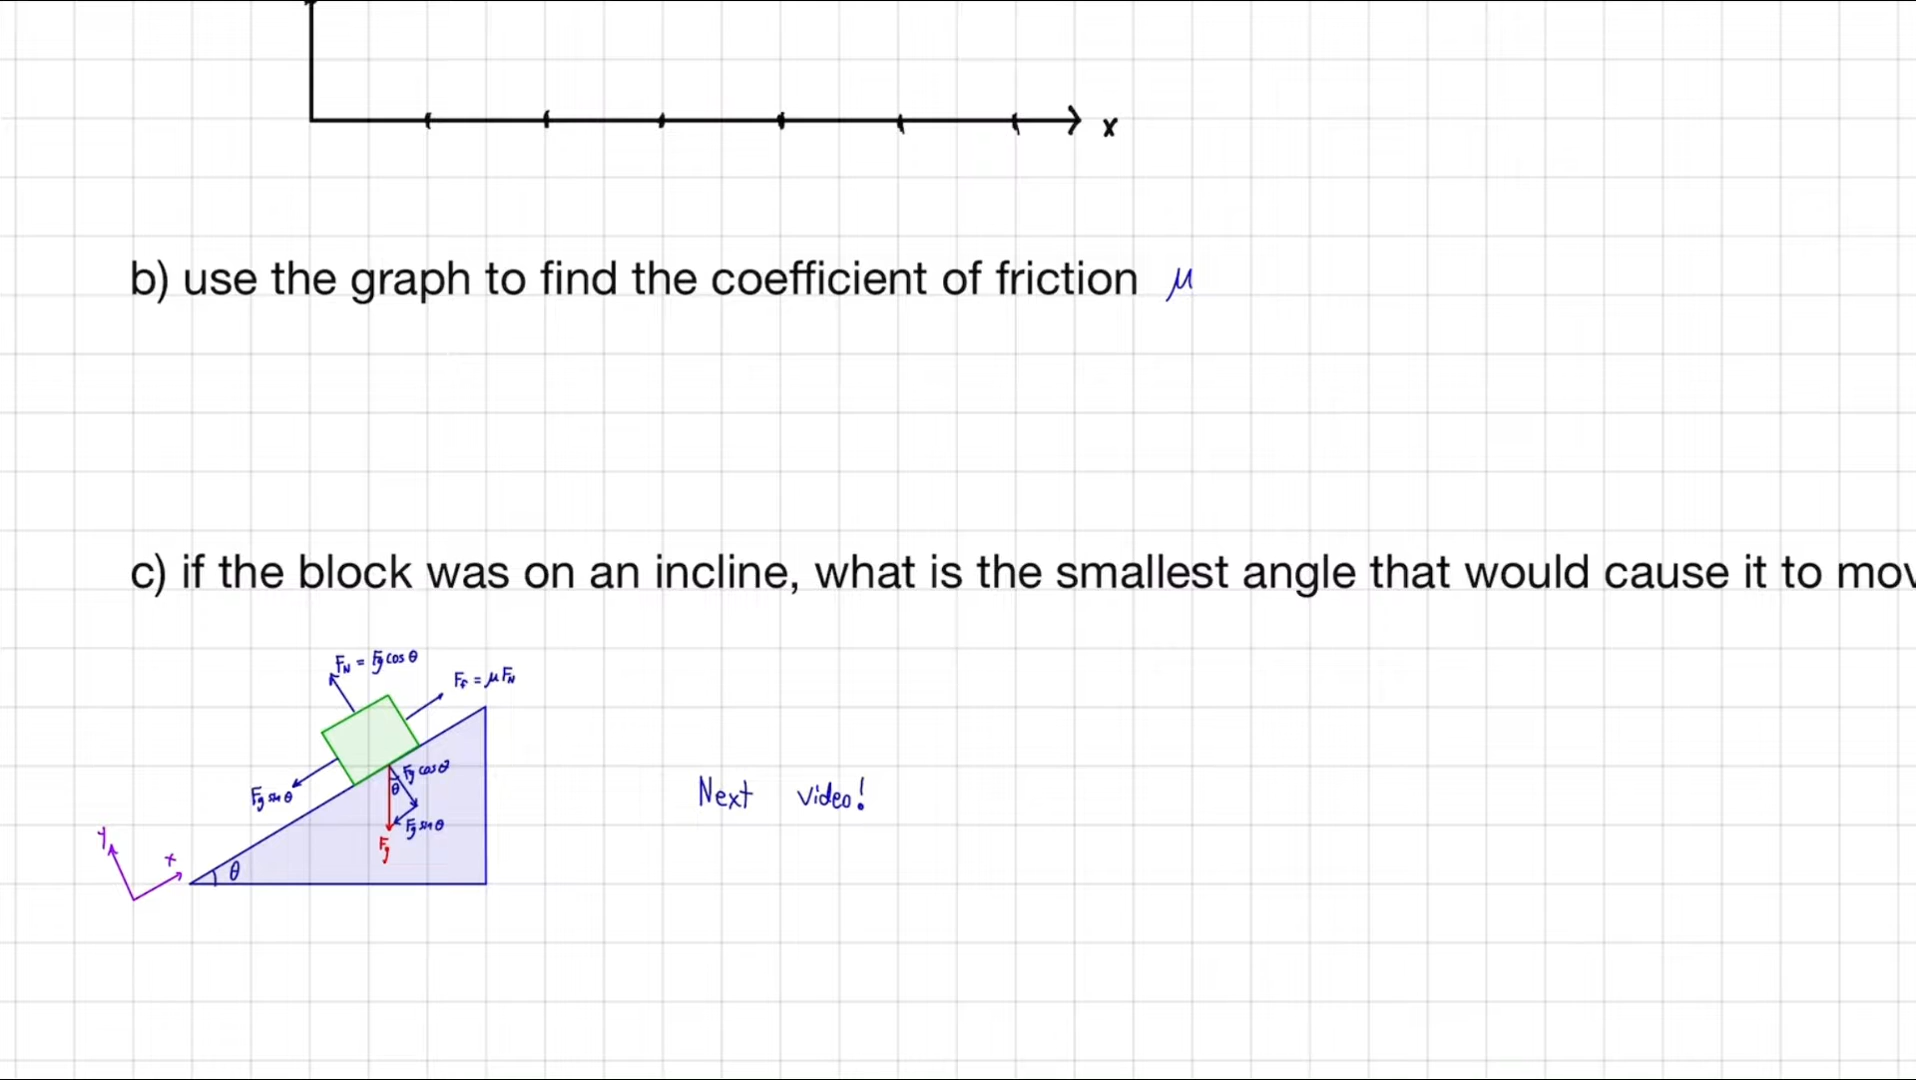 x
b) use the graph to find the coefficient of friction μ
c) if the block was on an incline, what is the smallest angle that would cause it to mov
F_N = F_g cos θ
F_f = μ F_N
F_g cos θ
θ
F_g sin θ
Next video!
F_g sin θ
F_g
y
x
θ